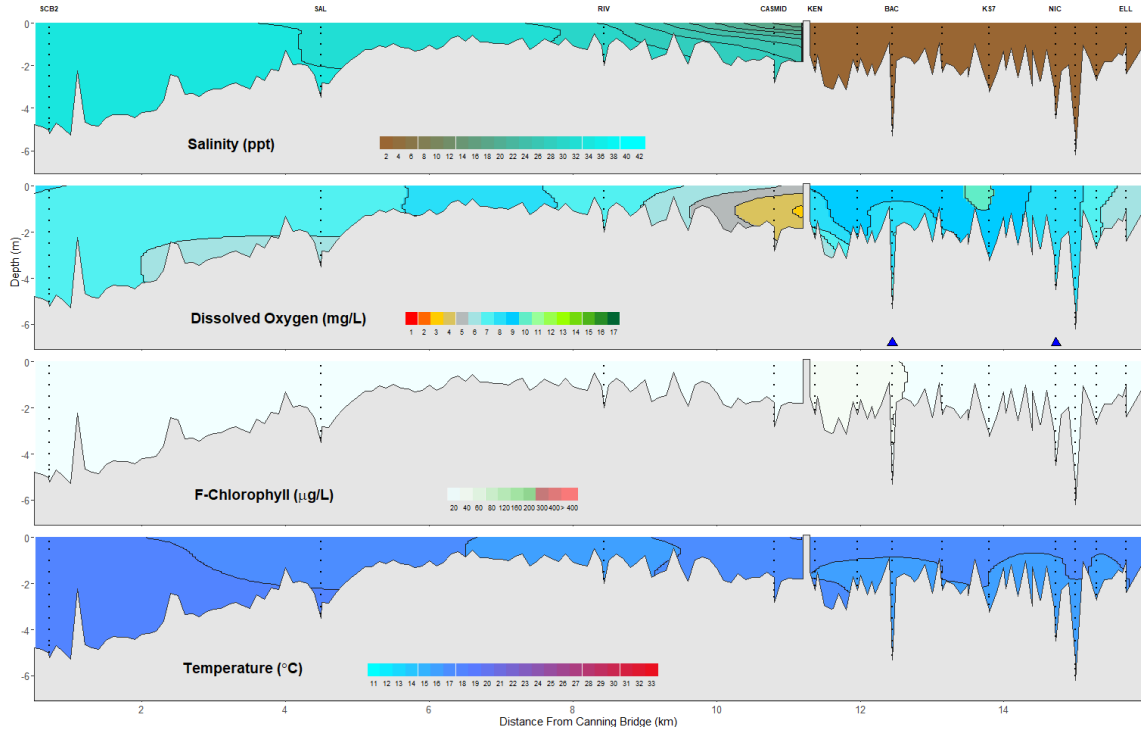 SCB2 SAL RIV CASMID KEN BAC KS7 NIC ELL
0
-2
-4
-6
Salinity (ppt)
2 4 6 8 10 12 14 16 18 20 22 24 26 28 30 32 34 36 38 40 42
0
-2
-4
-6
Dissolved Oxygen (mg/L)
1 2 3 4 5 6 7 8 9 10 11 12 13 14 15 16 17
Depth (m)
0
-2
-4
-6
F-Chlorophyll (μg/L)
20 40 60 80 120 160 200 300 400 > 400
0
-2
-4
-6
Temperature (°C)
11 12 13 14 15 16 17 18 19 20 21 22 23 24 25 26 27 28 29 30 31 32 33
2 4 6 8 10 12 14
Distance From Canning Bridge (km)